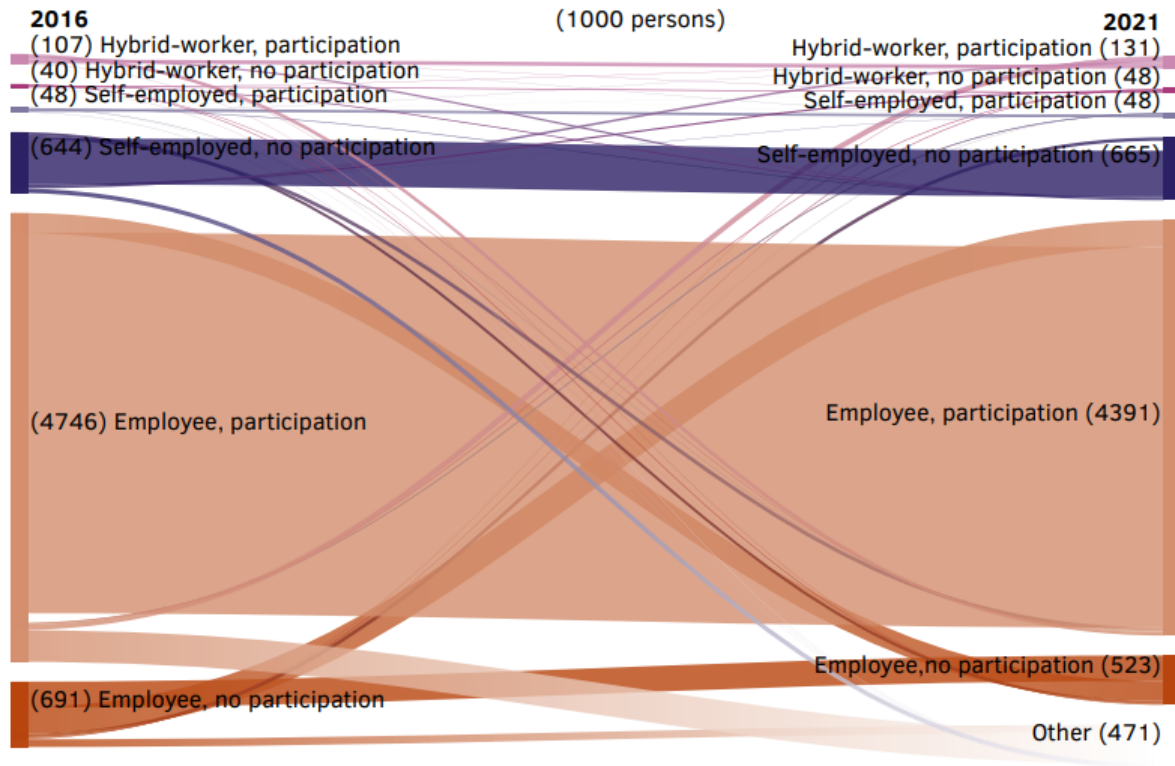 2016
(1000 persons)
2021
(107) Hybrid-worker, participation
Hybrid-worker, participation (131)
(40) Hybrid-worker, no participation
Hybrid-worker, no participation (48)
(48) Self-employed, participation
Self-employed, participation (48)
(644) Self-employed, no participation
Self-employed, no participation (665)
(4746) Employee, participation
Employee, participation (4391)
Employee,no participation (523)
(691) Employee, no participation
Other (471)